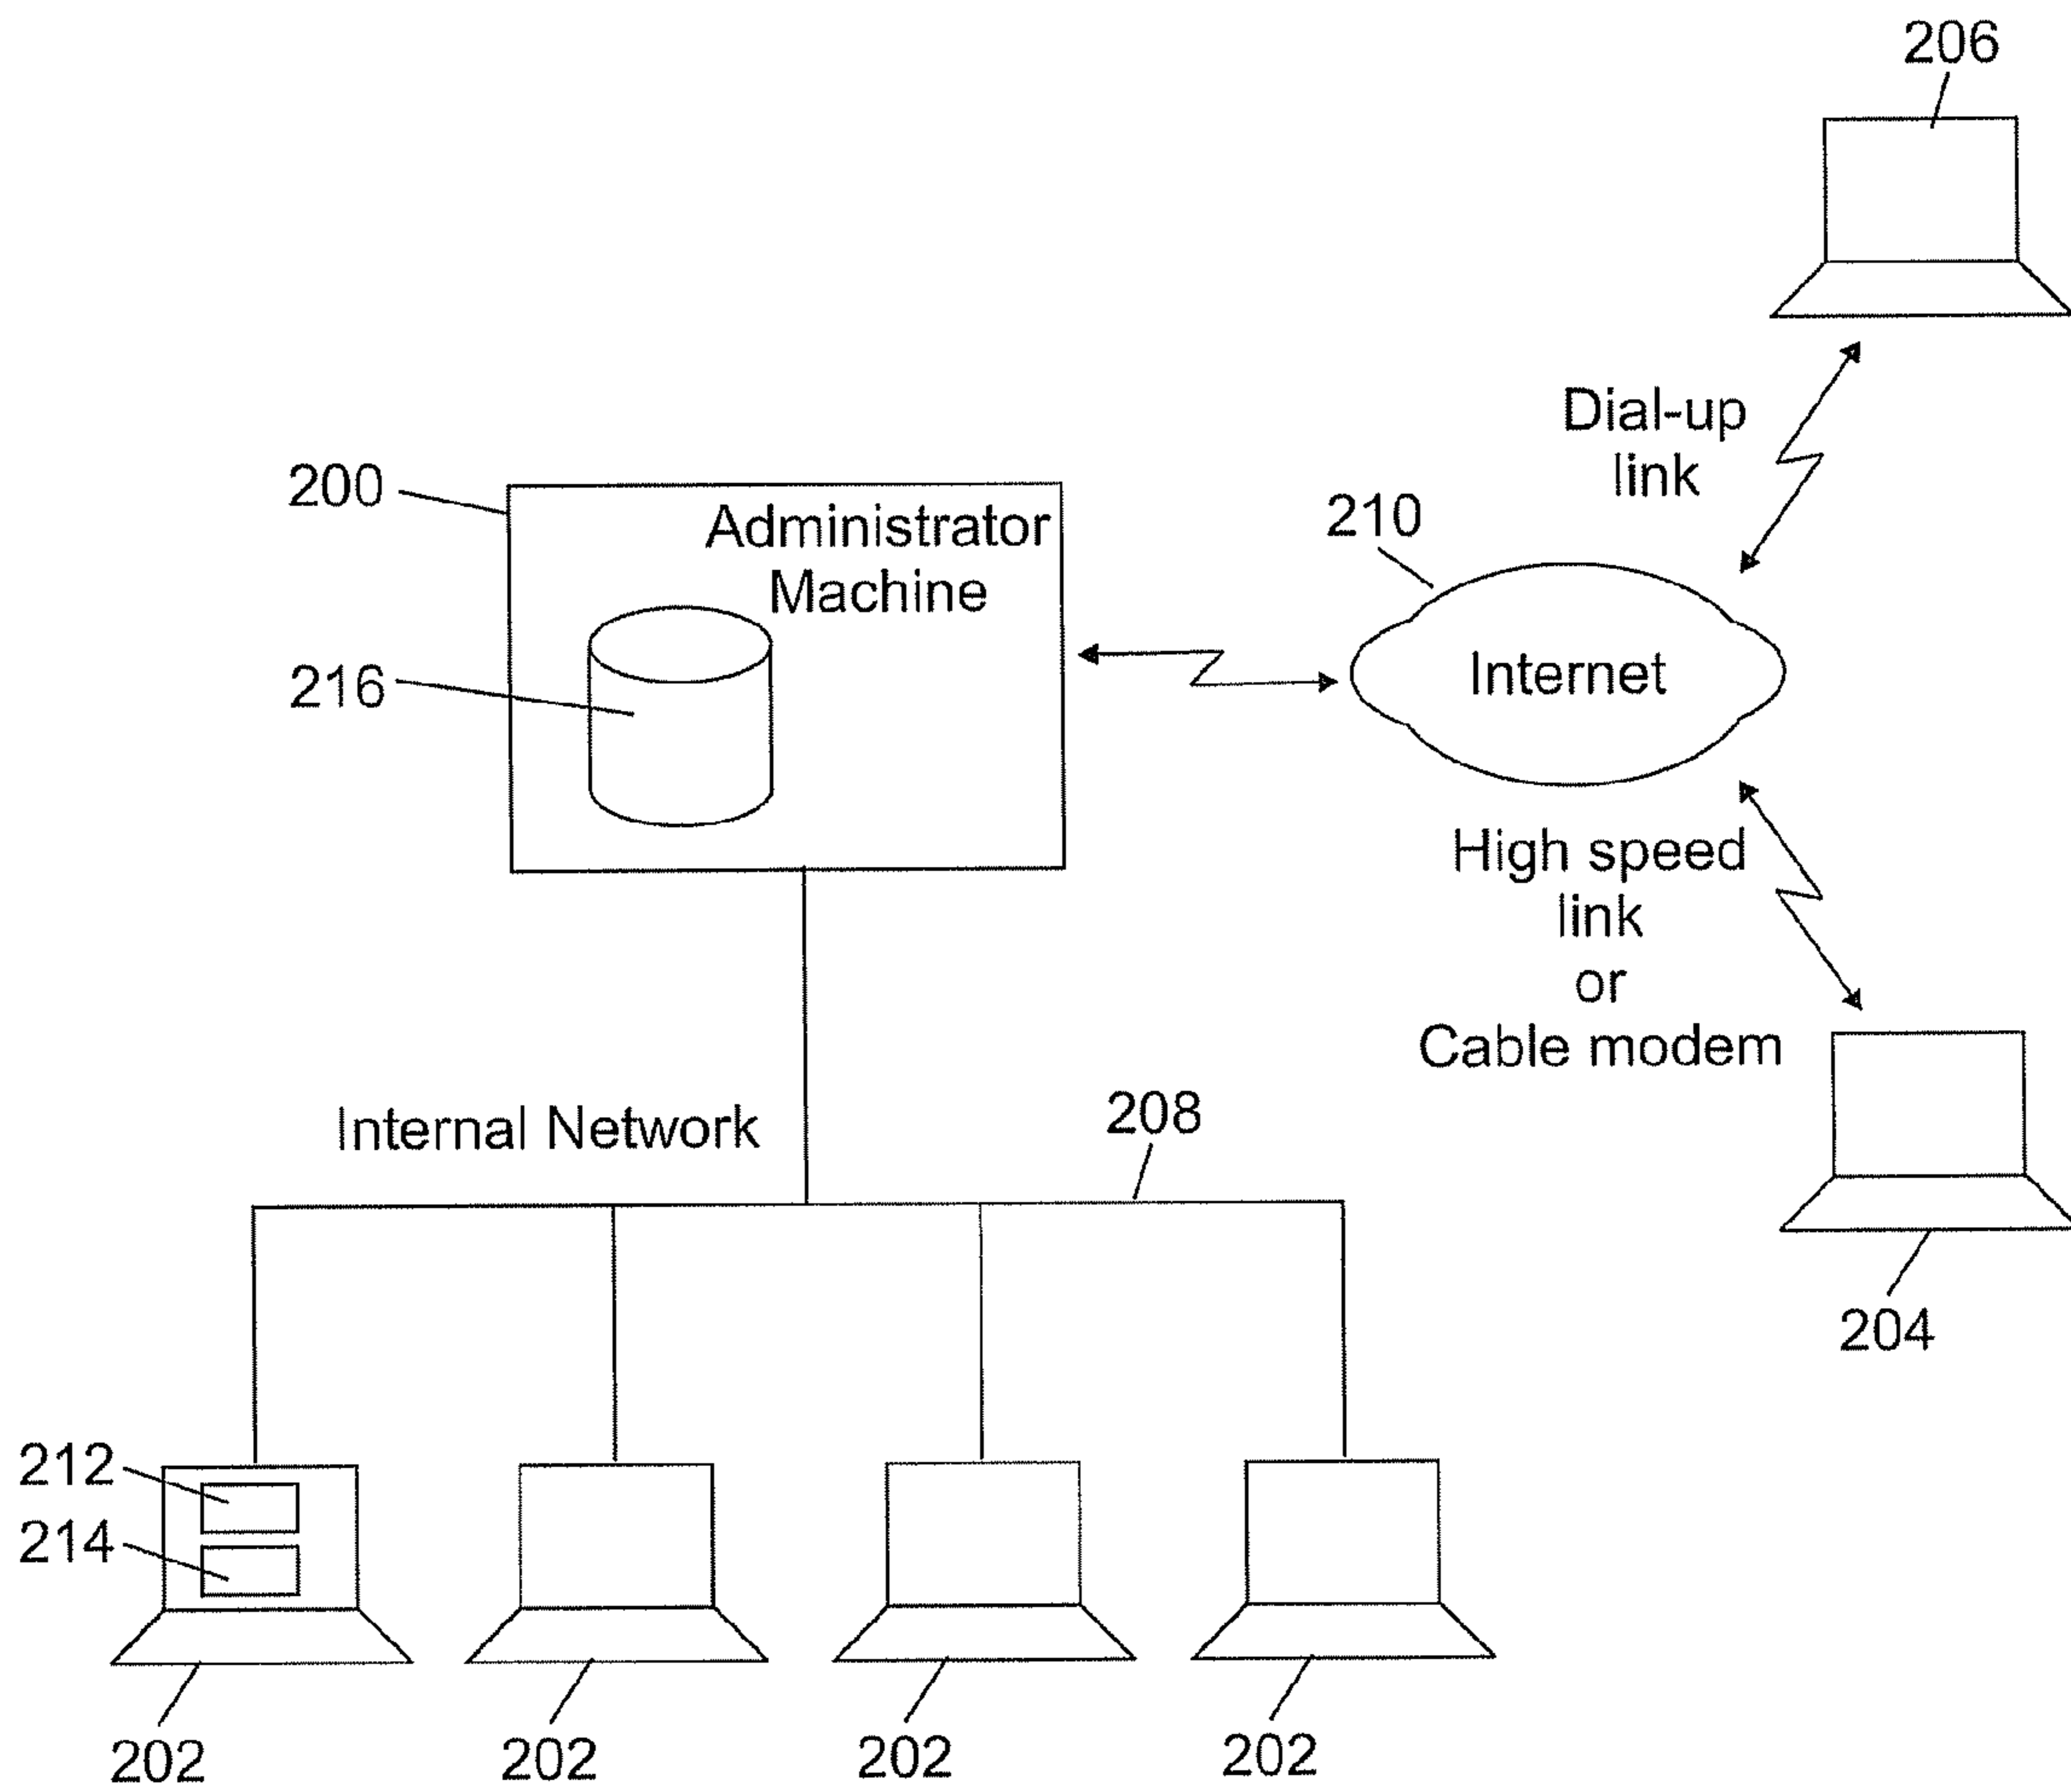 206
Dial-up
link
200
Administrator
Machine
210
216
Internet
High speed
link
or
Cable modem
Internal Network
208
204
212
214
202
202
202
202